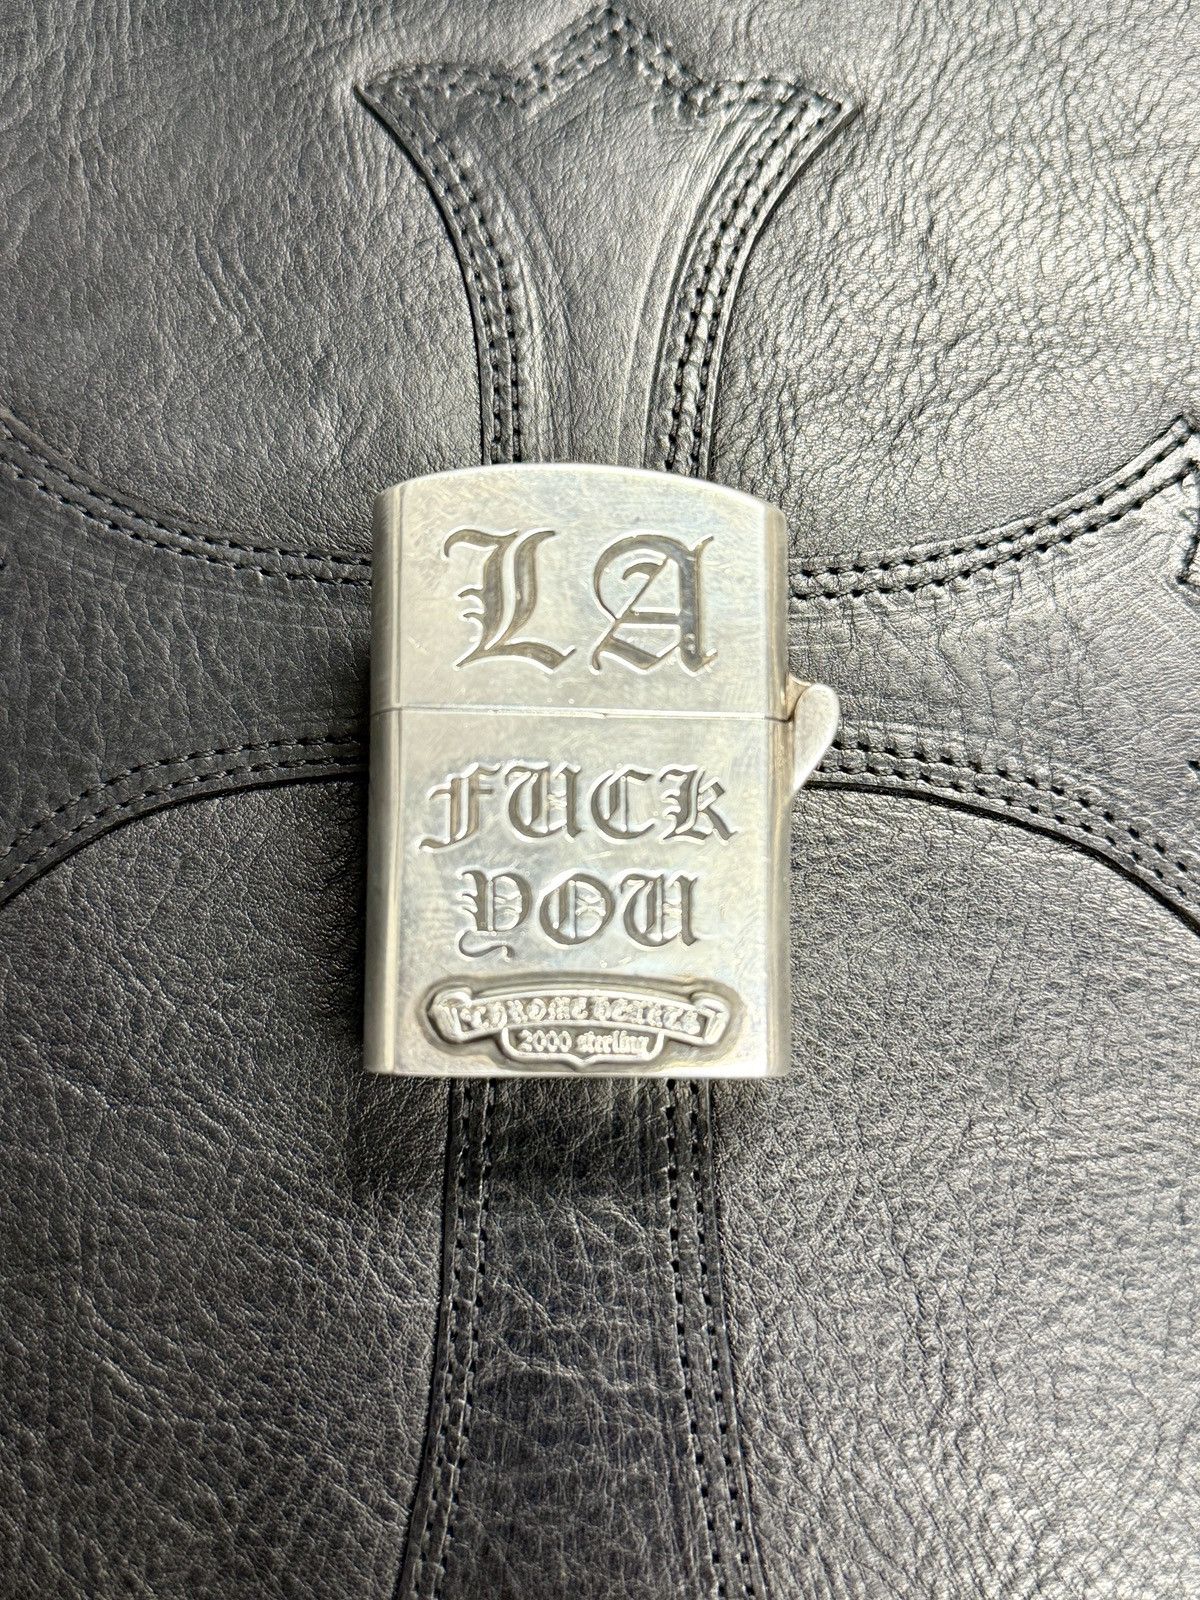 LA
FUCK
YOU
CHROME HEARTS
2000 sterling